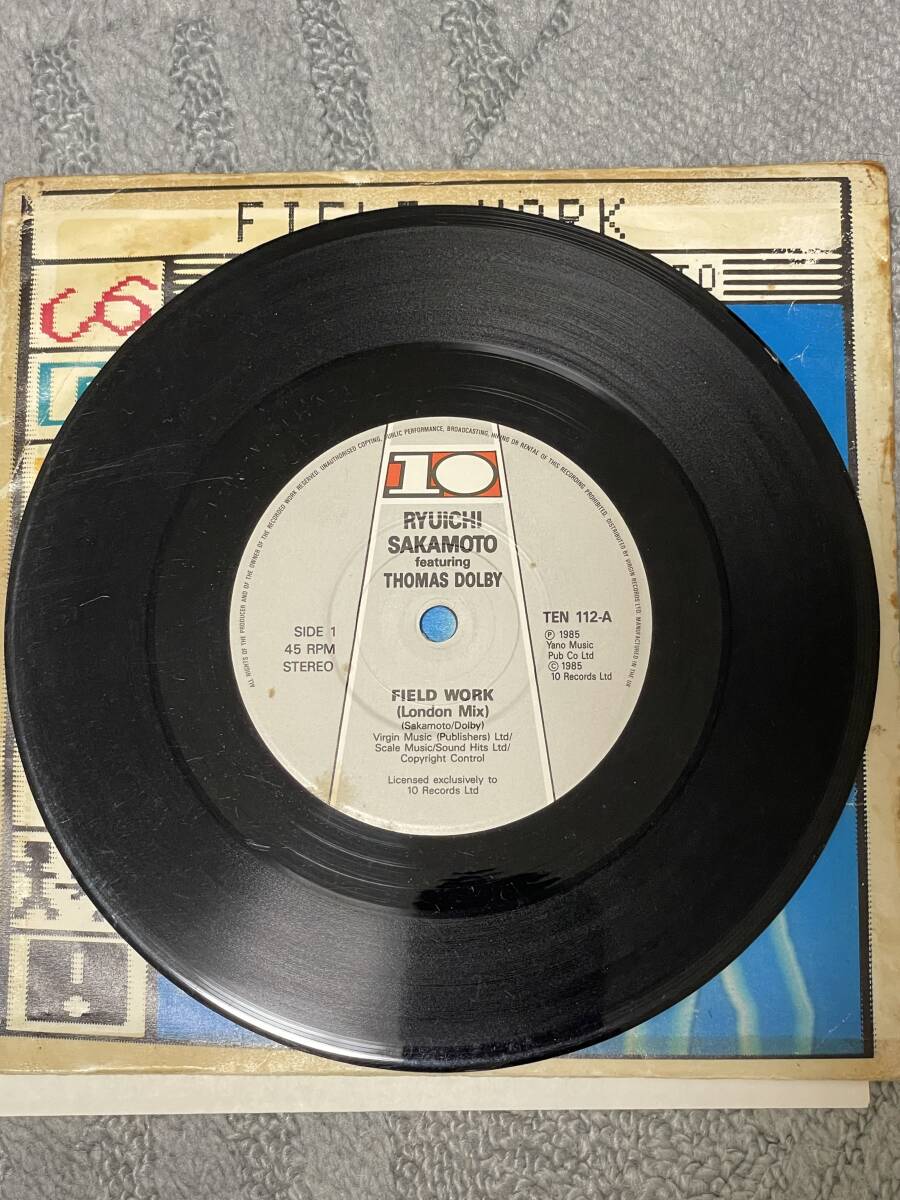 FIELD WORK
ALL RIGHTS OF THE PRODUCER AND OF THE OWNER OF THE RECORDED WORK RESERVED. UNAUTHORISED COPYING, PUBLIC PERFORMANCE, BROADCASTING, HIRING OR RENTAL OF THIS RECORDING PROHIBITED. DISTRIBUTED BY VIRGIN RECORDS LTD. MANUFACTURED IN THE UK
10
RYUICHI
SAKAMOTO
featuring
THOMAS DOLBY
SIDE 1
45 RPM
STEREO
TEN 112-A
Ⓟ 1985
Yano Music
Pub Co Ltd
© 1985
10 Records Ltd
FIELD WORK
(London Mix)
(Sakamoto/Dolby)
Virgin Music (Publishers) Ltd/
Scale Music/Sound Hits Ltd/
Copyright Control
Licensed exclusively to
10 Records Ltd